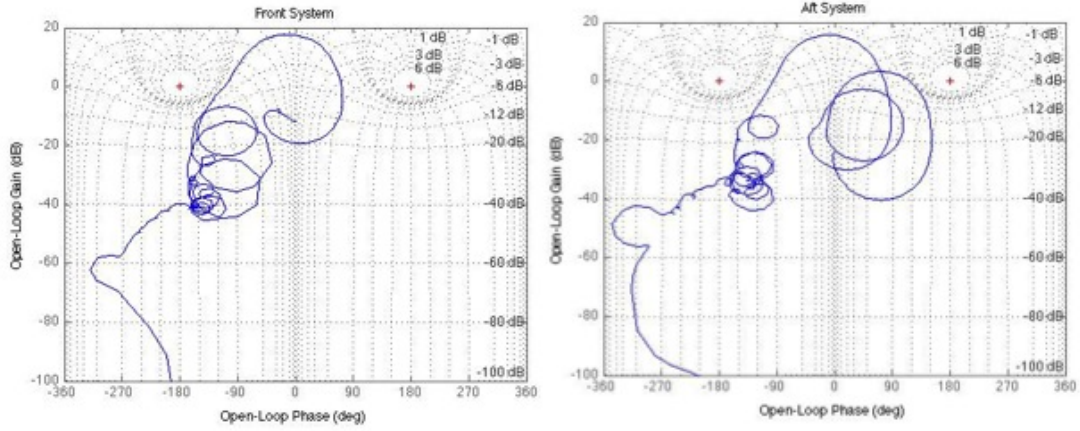 Front System
20
0
-20
-40
-60
-80
-100
-360
-270
-180
-90
0
90
180
270
360
1 dB
3 dB
6 dB
-1 dB
-3 dB
-6 dB
-12 dB
-20 dB
-40 dB
-60 dB
-80 dB
-100 dB
Open-Loop Gain (dB)
Open-Loop Phase (deg)
Aft System
20
0
-20
-40
-60
-80
-100
-360
-270
-180
-90
0
90
180
270
360
1 dB
3 dB
6 dB
-1 dB
-3 dB
-6 dB
-12 dB
-20 dB
-40 dB
-60 dB
-80 dB
-100 dB
Open-Loop Gain (dB)
Open-Loop Phase (deg)